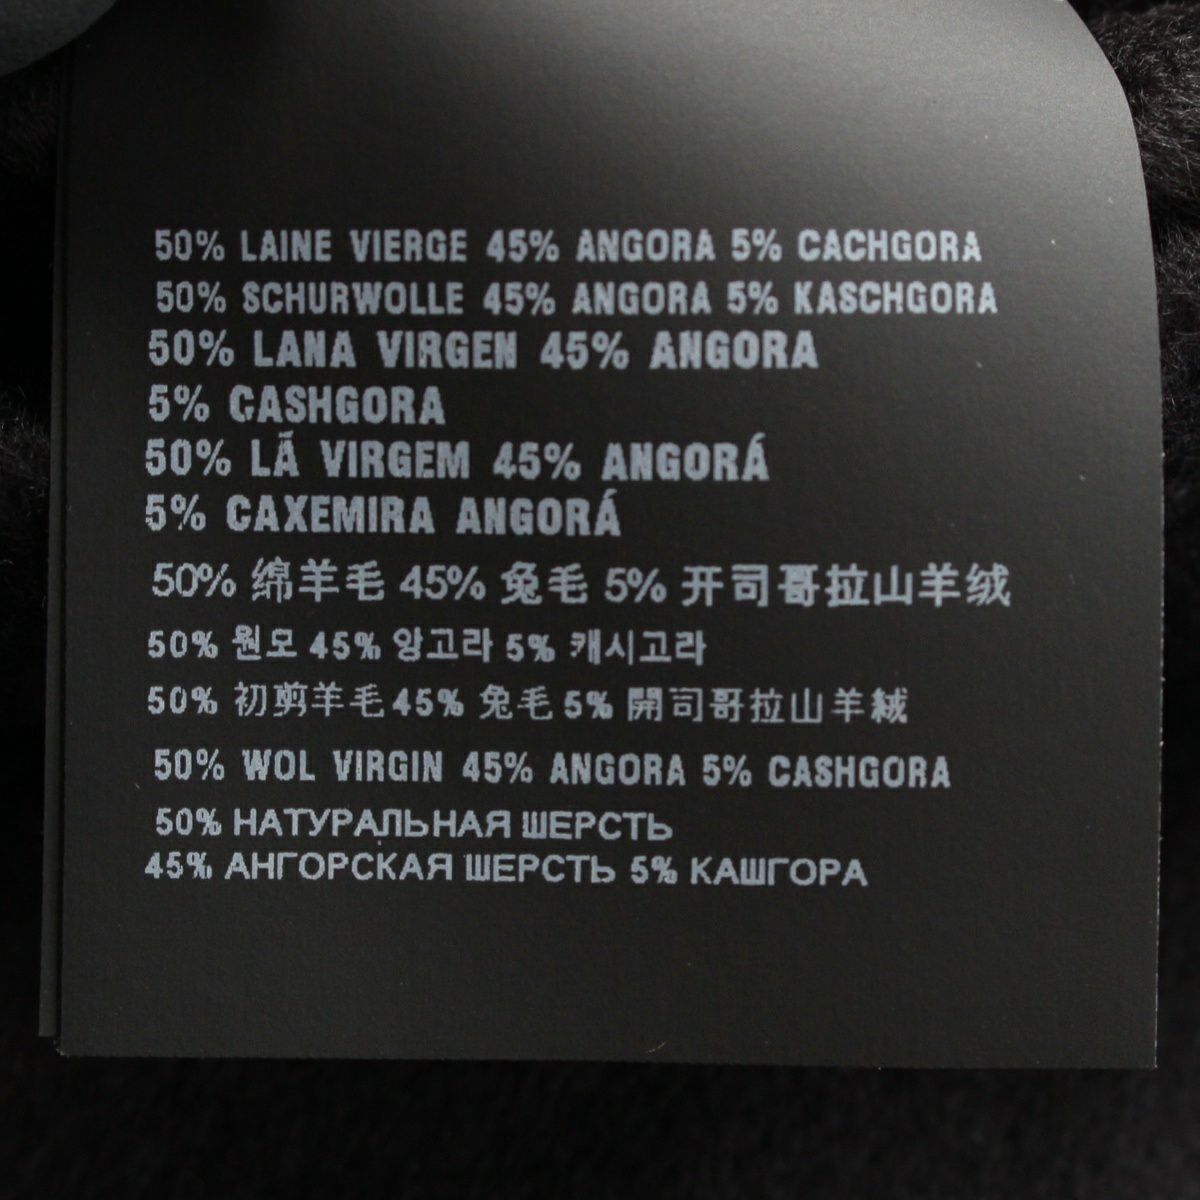 50% LAINE VIERGE 45% ANGORA 5% CACHGORA
50% SCHURWOLLE 45% ANGORA 5% KASCHGORA
50% LANA VIRGEN 45% ANGORA
5% CASHGORA
50% LÃ VIRGEM 45% ANGORÁ
5% CAXEMIRA ANGORÁ
50% 绵羊毛 45% 兔毛 5% 开司哥拉山羊绒
50% 원모 45% 앙고라 5% 캐시고라
50% 初剪羊毛 45% 兔毛 5% 開司哥拉山羊絨
50% WOL VIRGIN 45% ANGORA 5% CASHGORA
50% НАТУРАЛЬНАЯ ШЕРСТЬ
45% АНГОРСКАЯ ШЕРСТЬ 5% КАШГОРА